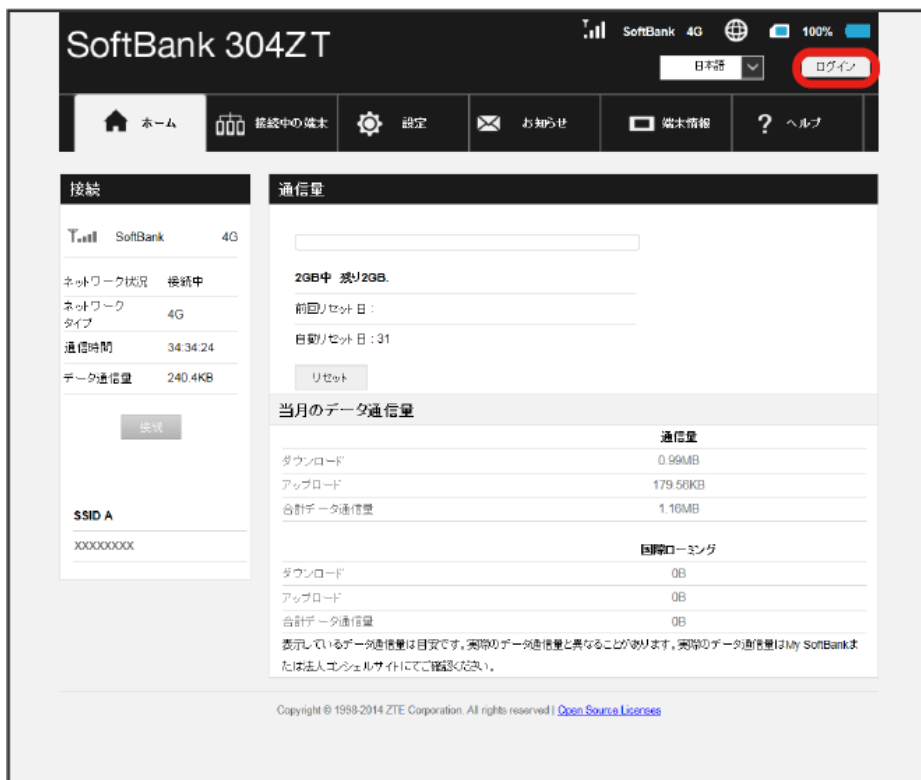 SoftBank 304ZT
SoftBank 4G 100%
日本語
ログイン
ホーム
接続中の端末
設定
お知らせ
端末情報
? ヘルプ
接続
SoftBank 4G
ネットワーク状況 接続中
ネットワーク
タイプ
4G
通信時間 34:34:24
データ通信量 240.4KB
接続
SSID A
XXXXXXXX
通信量
2GB中 残り2GB.
前回リセット日 :
自動リセット日 : 31
リセット
当月のデータ通信量
通信量
ダウンロード 0.99MB
アップロード 179.56KB
合計データ通信量 1.16MB
国際ローミング
ダウンロード 0B
アップロード 0B
合計データ通信量 0B
表示しているデータ通信量は目安です。実際のデータ通信量と異なることがあります。実際のデータ通信量はMy SoftBankま
たは法人コンシェルサイトにてご確認ください。
Copyright © 1998-2014 ZTE Corporation. All rights reserved | Open Source Licenses